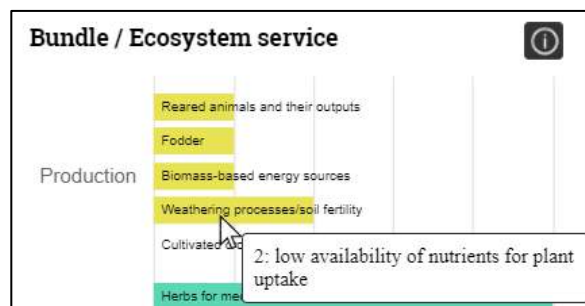 Bundle / Ecosystem service
Reared animals and their outputs
Fodder
Production
Biomass-based energy sources
Weathering processes/soil fertility
Cultivated
2: low availability of nutrients for plant
uptake
Herbs for